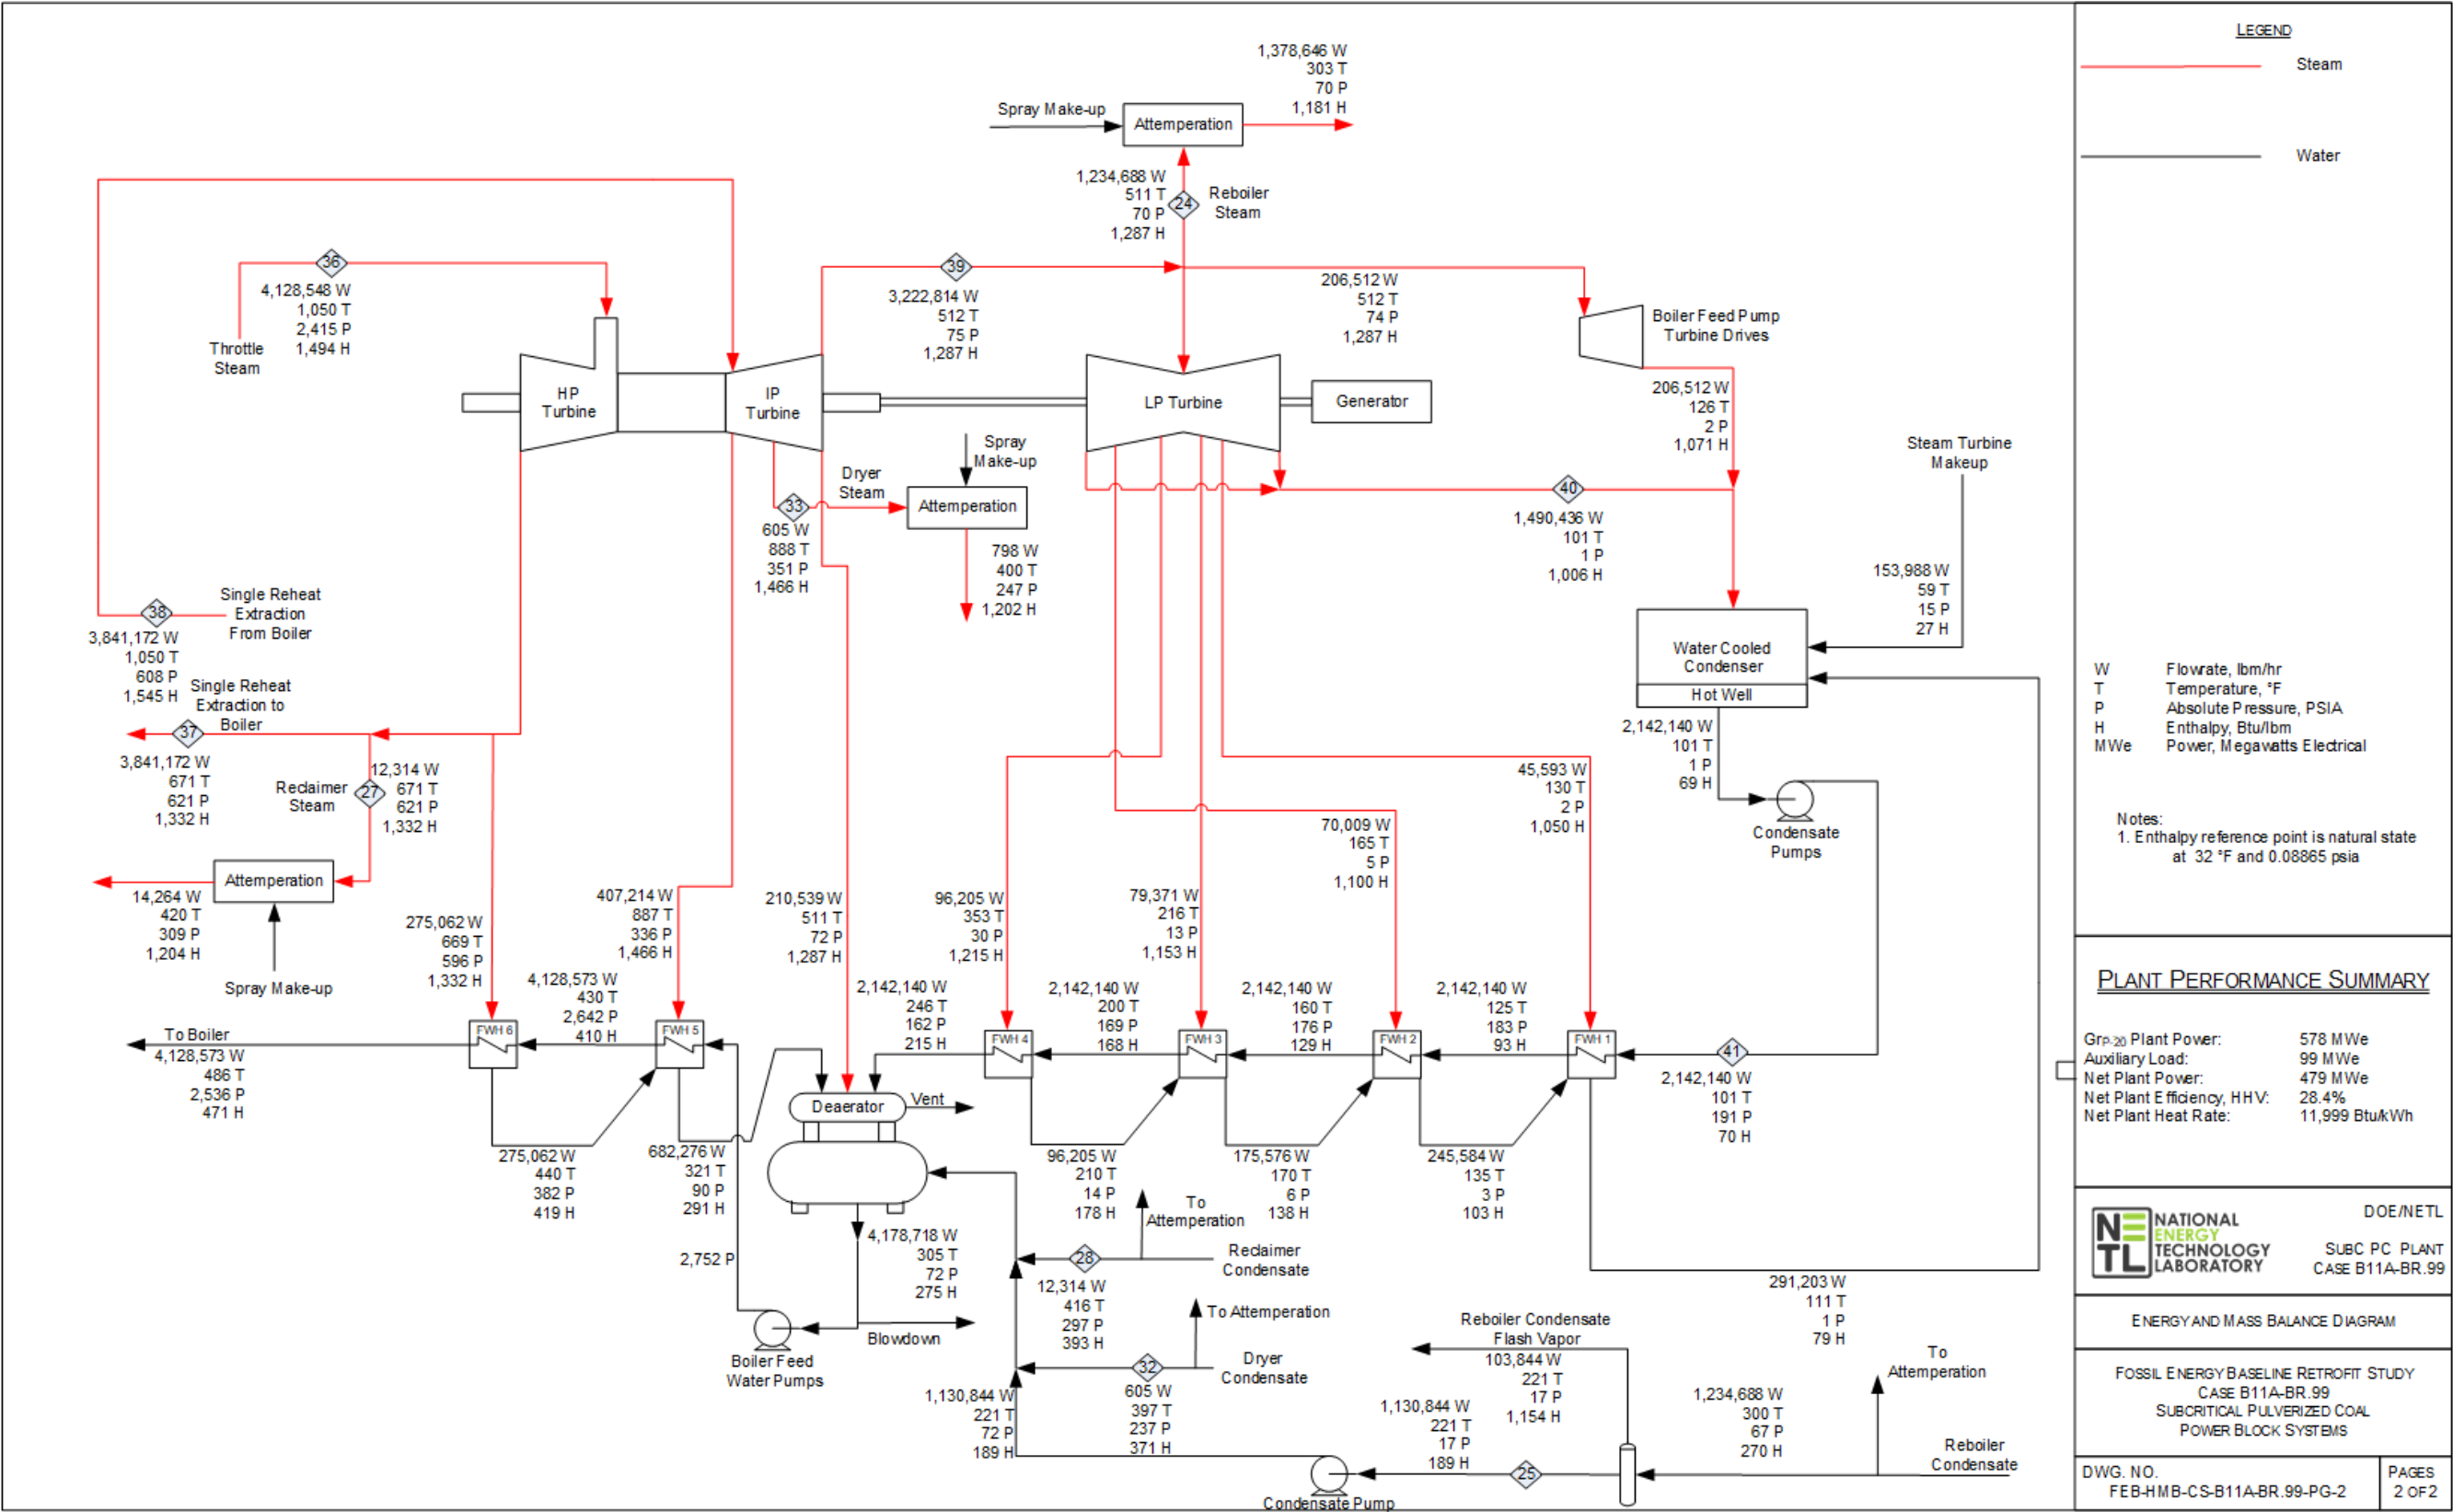 1,378,646 W
303 T
70 P
1,181 H
Spray Make-up
Attemperation
1,234,688 W
511 T
70 P
1,287 H
24
Reboiler
Steam
36
4,128,548 W
1,050 T
2,415 P
1,494 H
Throttle
Steam
39
3,222,814 W
512 T
75 P
1,287 H
206,512 W
512 T
74 P
1,287 H
Boiler Feed Pump
Turbine Drives
HP
Turbine
IP
Turbine
LP Turbine
Generator
206,512 W
126 T
2 P
1,071 H
Steam Turbine
Makeup
Spray
Make-up
Dryer
Steam
33
Attemperation
605 W
888 T
351 P
1,466 H
798 W
400 T
247 P
1,202 H
40
1,490,436 W
101 T
1 P
1,006 H
153,988 W
59 T
15 P
27 H
38
Single Reheat
Extraction
From Boiler
3,841,172 W
1,050 T
608 P
1,545 H
Water Cooled
Condenser
Hot Well
Single Reheat
Extraction to
Boiler
37
3,841,172 W
671 T
621 P
1,332 H
Reclaimer
Steam
27
12,314 W
671 T
621 P
1,332 H
2,142,140 W
101 T
1 P
69 H
Condensate
Pumps
45,593 W
130 T
2 P
1,050 H
70,009 W
165 T
5 P
1,100 H
Attemperation
14,264 W
420 T
309 P
1,204 H
Spray Make-up
275,062 W
669 T
596 P
1,332 H
407,214 W
887 T
336 P
1,466 H
210,539 W
511 T
72 P
1,287 H
96,205 W
353 T
30 P
1,215 H
79,371 W
216 T
13 P
1,153 H
4,128,573 W
430 T
2,642 P
410 H
2,142,140 W
246 T
162 P
215 H
2,142,140 W
200 T
169 P
168 H
2,142,140 W
160 T
176 P
129 H
2,142,140 W
125 T
183 P
93 H
To Boiler
4,128,573 W
486 T
2,536 P
471 H
FWH 6
FWH 5
FWH 4
FWH 3
FWH 2
FWH 1
41
2,142,140 W
101 T
191 P
70 H
Deaerator
Vent
275,062 W
440 T
382 P
419 H
682,276 W
321 T
90 P
291 H
96,205 W
210 T
14 P
178 H
175,576 W
170 T
6 P
138 H
245,584 W
135 T
3 P
103 H
To
Attemperation
4,178,718 W
305 T
72 P
275 H
2,752 P
28
Reclaimer
Condensate
12,314 W
416 T
297 P
393 H
291,203 W
111 T
1 P
79 H
Blowdown
Boiler Feed
Water Pumps
To Attemperation
32
Dryer
Condensate
605 W
397 T
237 P
371 H
1,130,844 W
221 T
72 P
189 H
Reboiler Condensate
Flash Vapor
103,844 W
221 T
17 P
1,154 H
1,130,844 W
221 T
17 P
189 H
25
Condensate Pump
1,234,688 W
300 T
67 P
270 H
To
Attemperation
Reboiler
Condensate
LEGEND
Steam
Water
W Flowrate, lbm/hr
T Temperature, °F
P Absolute Pressure, PSIA
H Enthalpy, Btu/lbm
MWe Power, Megawatts Electrical
Notes:
1. Enthalpy reference point is natural state
at 32 °F and 0.08865 psia
PLANT PERFORMANCE SUMMARY
GrP-20 Plant Power: 578 MWe
Auxiliary Load: 99 MWe
Net Plant Power: 479 MWe
Net Plant Efficiency, HHV: 28.4%
Net Plant Heat Rate: 11,999 Btu/kWh
NE
TL
NATIONAL
ENERGY
TECHNOLOGY
LABORATORY
DOE/NETL
SUBC PC PLANT
CASE B11A-BR.99
ENERGY AND MASS BALANCE DIAGRAM
FOSSIL ENERGY BASELINE RETROFIT STUDY
CASE B11A-BR.99
SUBCRITICAL PULVERIZED COAL
POWER BLOCK SYSTEMS
DWG. NO.
FEB-HMB-CS-B11A-BR.99-PG-2
PAGES
2 OF 2